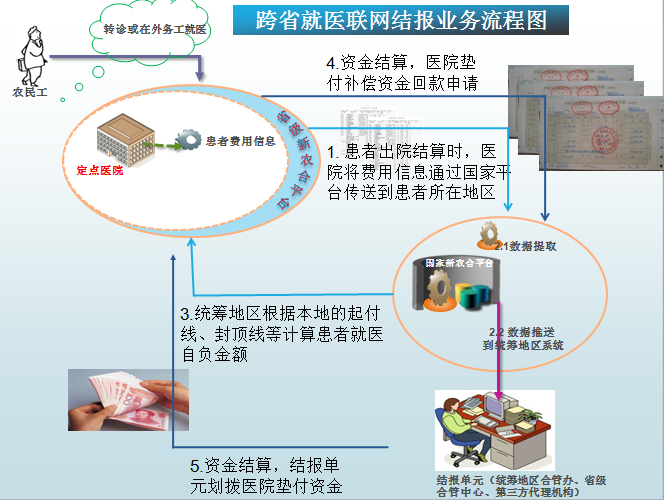 跨省就医联网结报业务流程图
转诊或在外务工就医
农民工
4.资金结算，医院垫
付补偿资金回款申请
省级新农合平台
患者费用信息
定点医院
1. 患者出院结算时，医
院将费用信息通过国家平
台传送到患者所在地区
2.1数据提取
国家新农合平台
3.统筹地区根据本地的起付
线、封顶线等计算患者就医
自负金额
2.2 数据推送
到统筹地区系统
5.资金结算，结报单
元划拨医院垫付资金
结报单元（统筹地区合管办、省级
合管中心、第三方代理机构）